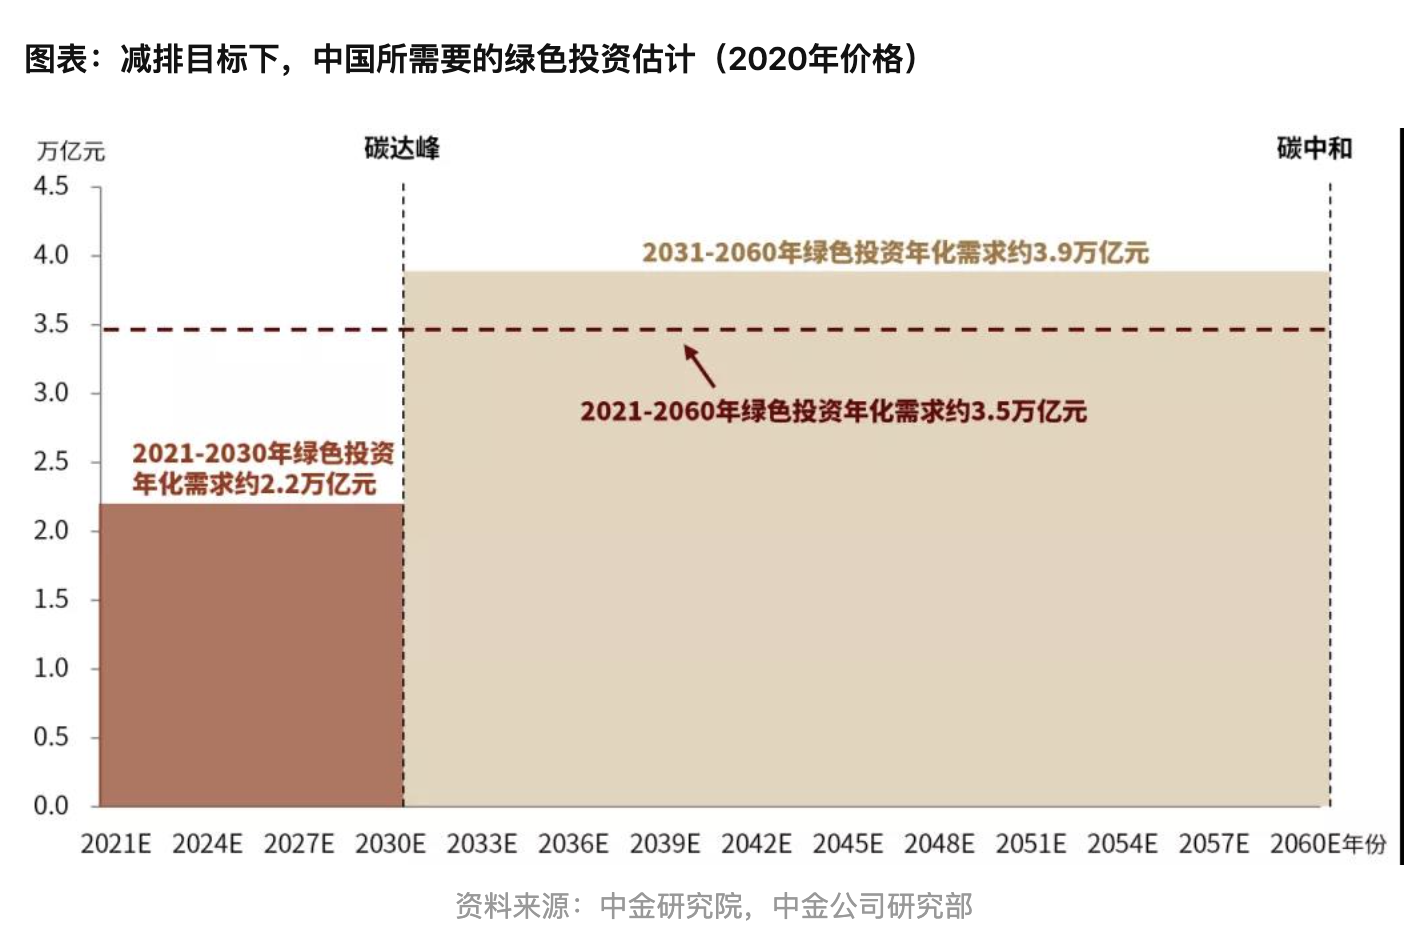 图表：减排目标下，中国所需要的绿色投资估计（2020年价格）
万亿元
碳达峰
碳中和
4.5
4.0
3.5
3.0
2.5
2.0
1.5
1.0
0.5
0.0
2031-2060年绿色投资年化需求约3.9万亿元
2021-2060年绿色投资年化需求约3.5万亿元
2021-2030年绿色投资
年化需求约2.2万亿元
2021E 2024E 2027E 2030E 2033E 2036E 2039E 2042E 2045E 2048E 2051E 2054E 2057E 2060E年份
资料来源：中金研究院，中金公司研究部